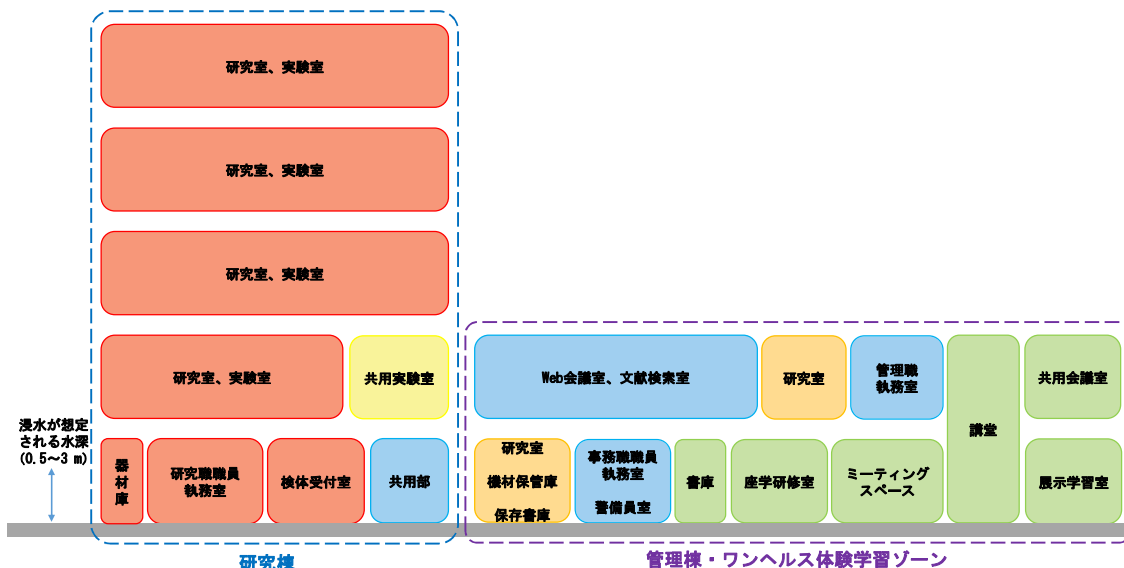 研究室、実験室
研究室、実験室
研究室、実験室
研究室、実験室
共用実験室
Web会議室、文献検索室
研究室
管理職
執務室
講堂
共用会議室
浸水が想定
される水深
(0.5～3 m)
器
材
庫
研究職職員
執務室
検体受付室
共用部
研究室
機材保管庫
保存書庫
事務職職員
執務室
警備員室
書庫
座学研修室
ミーティング
スペース
展示学習室
研究棟
管理棟・ワンヘルス体験学習ゾーン